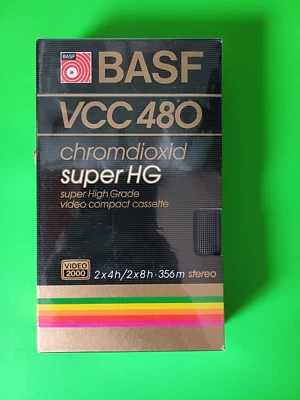 BASF
BASF
VCC 480
chromdioxid
super HG
super High Grade
video compact cassette
VIDEO
2000
2x4h/2x8h·356m stereo